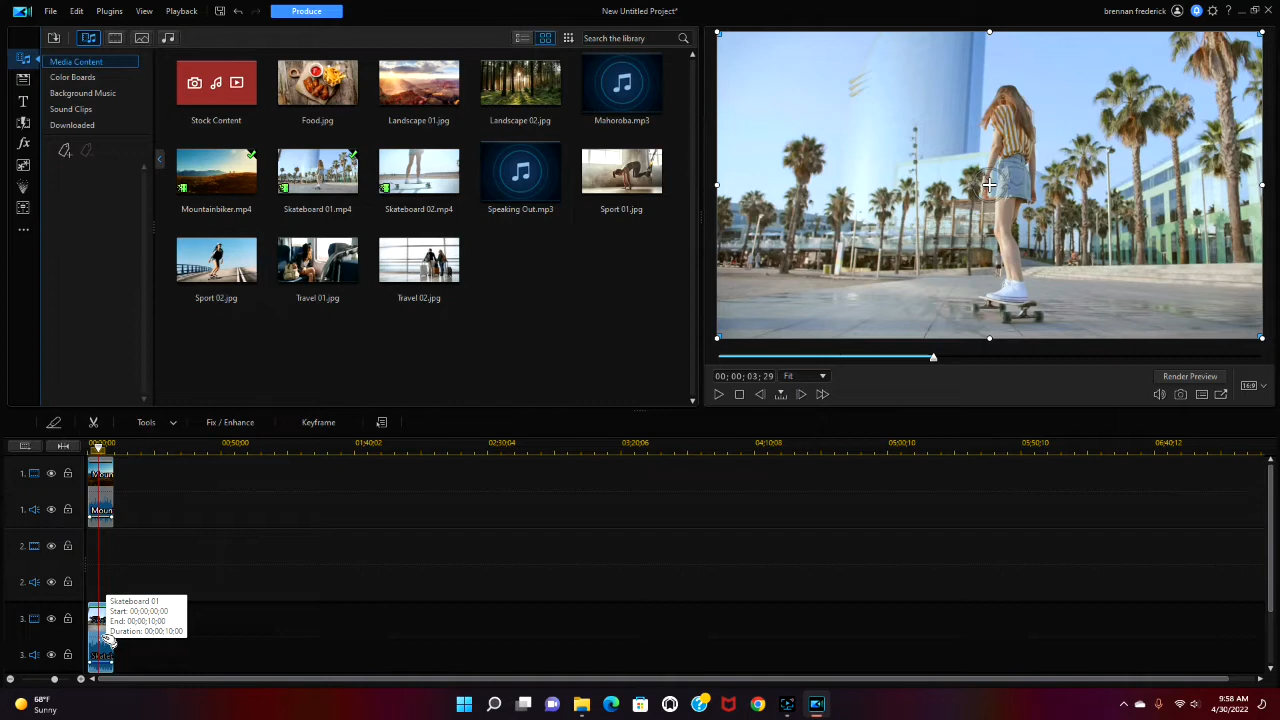 File Edit Plugins View Playback Produce New Untitled Project* brennan frederick
Search the library
Media Content
Color Boards
Background Music
Sound Clips
Downloaded
Stock Content Food.jpg Landscape 01.jpg Landscape 02.jpg Mahoroba.mp3
Mountainbiker.mp4 Skateboard 01.mp4 Skateboard 02.mp4 Speaking Out.mp3 Sport 01.jpg
Sport 02.jpg Travel 01.jpg Travel 02.jpg
00; 00; 03; 29 Fit Render Preview
16:9
Tools Fix / Enhance Keyframe
00;00;00 00;50;00 01;40;02 02;30;04 03;20;06 04;10;08 05;00;10 05;50;10 06;40;12
1. Moun
1. Moun
2.
2.
Skateboard 01
Start: 00;00;00;00
End: 00;00;10;00
Duration: 00;00;10;00
3.
3. Skate
68°F
Sunny
9:58 AM
4/30/2022